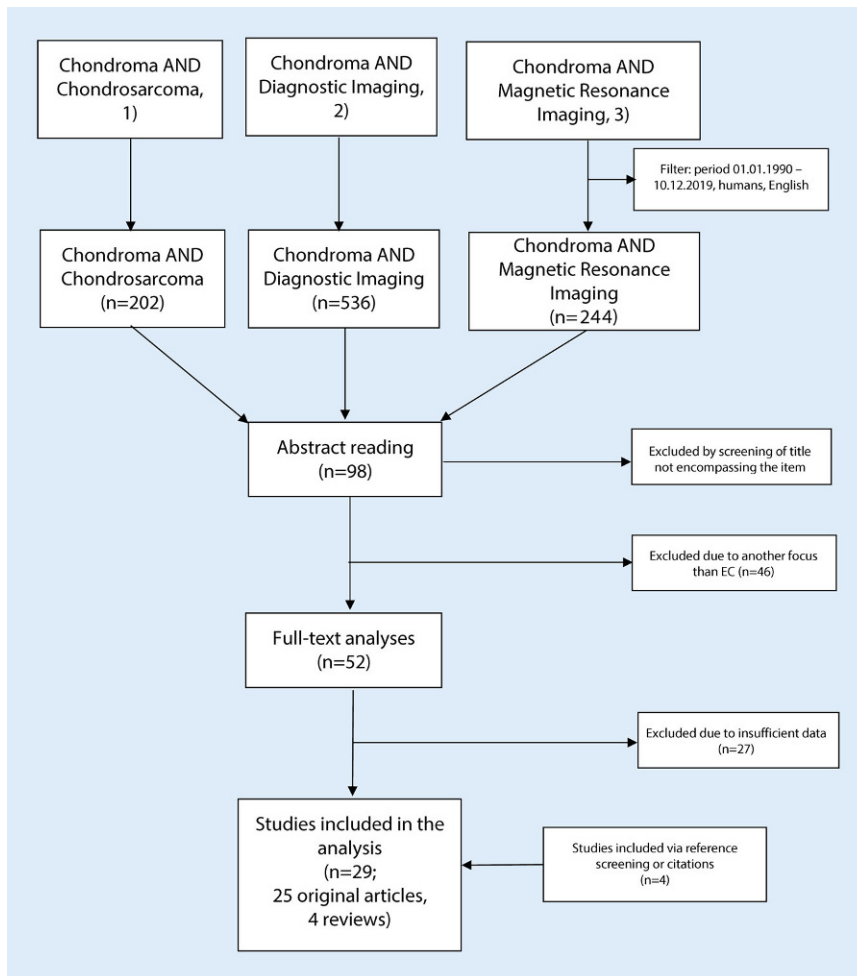 Chondroma AND
Chondrosarcoma,
1)
Chondroma AND
Diagnostic Imaging,
2)
Chondroma AND
Magnetic Resonance
Imaging, 3)
Filter: period 01.01.1990 –
10.12.2019, humans, English
Chondroma AND
Chondrosarcoma
(n=202)
Chondroma AND
Diagnostic Imaging
(n=536)
Chondroma AND
Magnetic Resonance
Imaging
(n=244)
Abstract reading
(n=98)
Excluded by screening of title
not encompassing the item
Excluded due to another focus
than EC (n=46)
Full-text analyses
(n=52)
Excluded due to insufficient data
(n=27)
Studies included in the
analysis
(n=29;
25 original articles,
4 reviews)
Studies included via reference
screening or citations
(n=4)